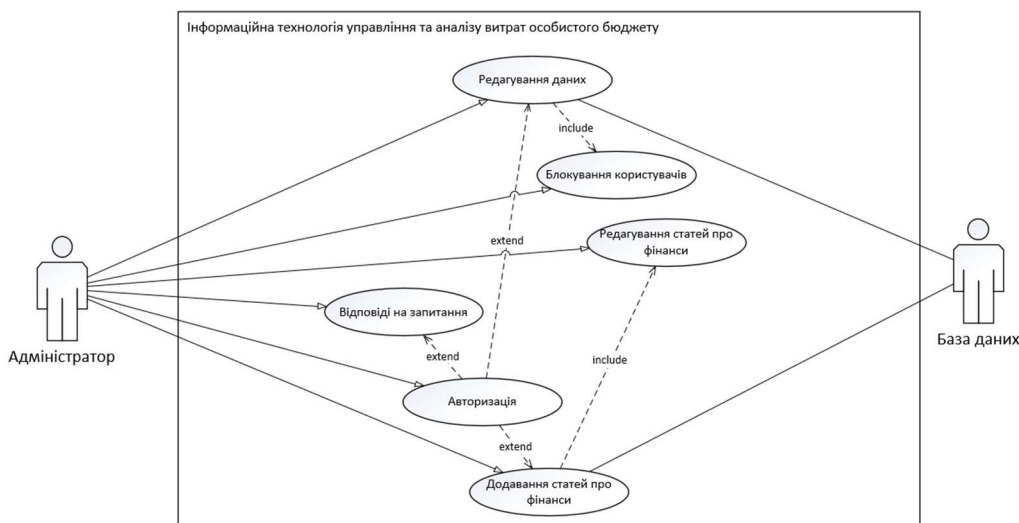 Інформаційна технологія управління та аналізу витрат особистого бюджету
Редагування даних
include
Блокування користувачів
extend
Редагування статей про
фінанси
Відповіді на запитання
Адміністратор
База даних
extend
include
Авторизація
extend
Додавання статей про
фінанси